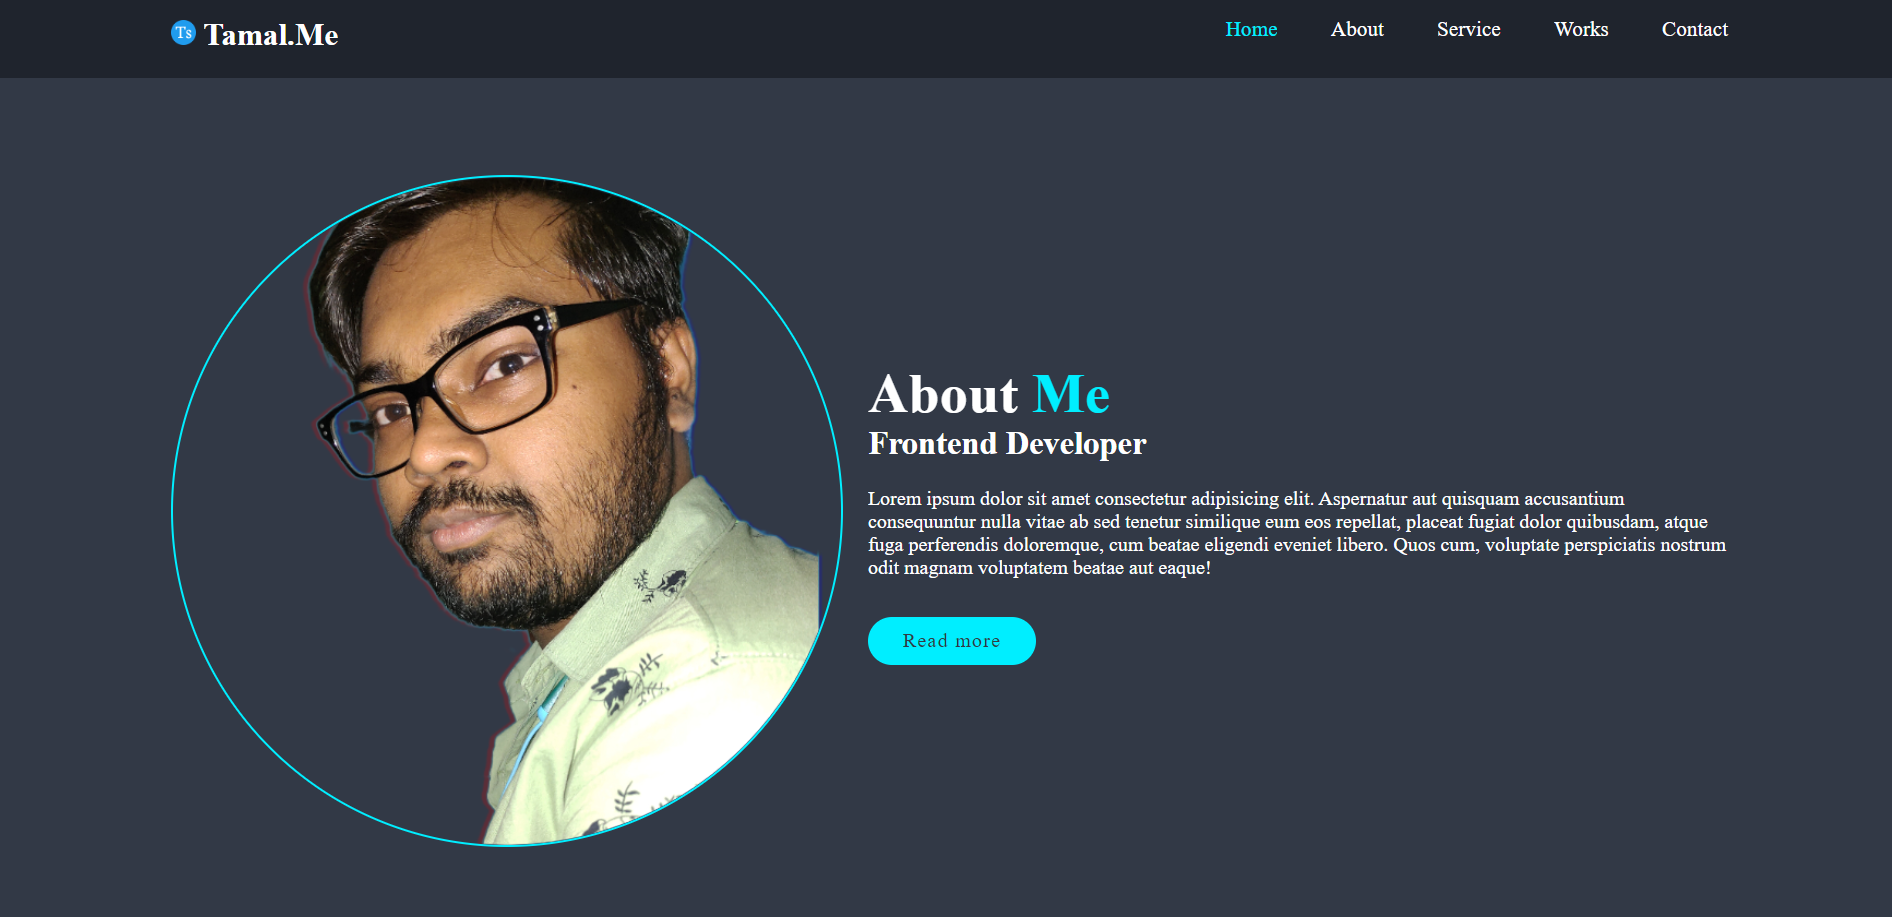 Ts Tamal.Me
Home About Service Works Contact
About Me
Frontend Developer
Lorem ipsum dolor sit amet consectetur adipisicing elit. Aspernatur aut quisquam accusantium
consequuntur nulla vitae ab sed tenetur similique eum eos repellat, placeat fugiat dolor quibusdam, atque
fuga perferendis doloremque, cum beatae eligendi eveniet libero. Quos cum, voluptate perspiciatis nostrum
odit magnam voluptatem beatae aut eaque!
Read more